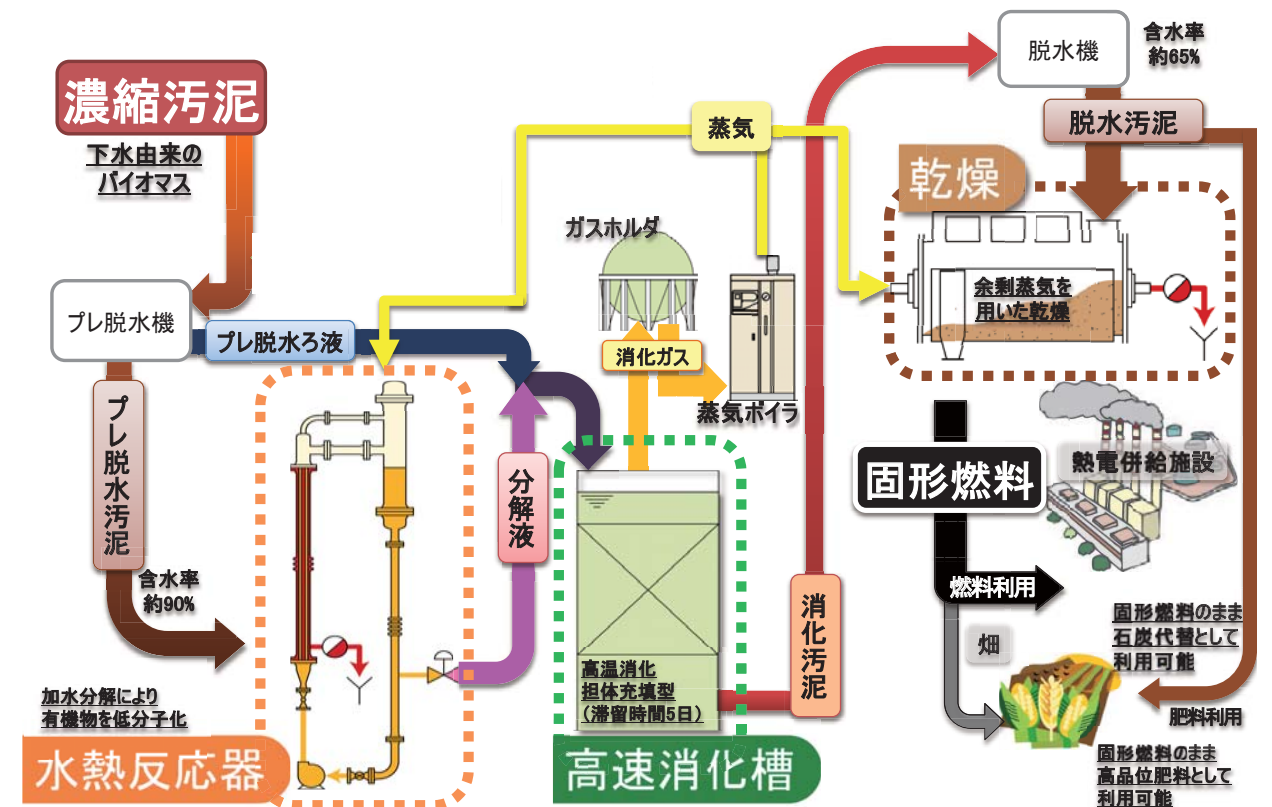 濃縮汚泥
下水由来の
バイオマス
プレ脱水機
プレ脱水ろ液
プレ脱水汚泥
含水率
約90%
加水分解により
有機物を低分子化
水熱反応器
分解液
蒸気
ガスホルダ
消化ガス
蒸気ボイラ
高温消化
担体充填型
（滞留時間5日）
高速消化槽
消化汚泥
脱水機
含水率
約65%
脱水汚泥
乾燥
余剰蒸気を
用いた乾燥
固形燃料
熱電併給施設
燃料利用
固形燃料のまま
石炭代替として
利用可能
畑
肥料利用
固形燃料のまま
高品位肥料として
利用可能